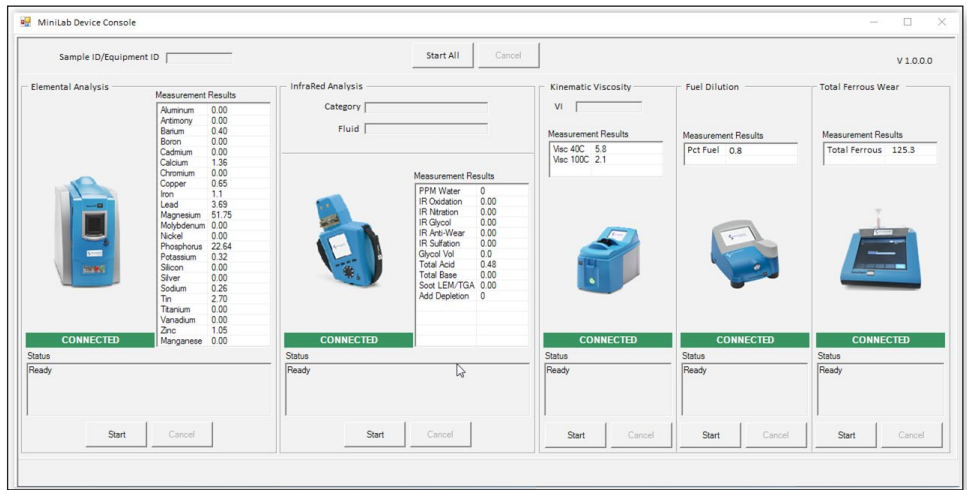 MiniLab Device Console
Sample ID/Equipment ID
Start All
Cancel
V 1.0.0.0
Elemental Analysis
Measurement Results
Aluminum 0.00
Antimony 0.00
Barium 0.40
Boron 0.00
Cadmium 0.00
Calcium 1.36
Chromium 0.00
Copper 0.65
Iron 1.1
Lead 3.69
Magnesium 51.75
Molybdenum 0.00
Nickel 0.00
Phosphorus 22.64
Potassium 0.32
Silicon 0.00
Silver 0.00
Sodium 0.26
Tin 2.70
Titanium 0.00
Vanadium 0.00
Zinc 1.05
Manganese 0.00
CONNECTED
Status
Ready
Start
Cancel
InfraRed Analysis
Category
Fluid
Measurement Results
PPM Water 0
IR Oxidation 0.00
IR Nitration 0.00
IR Glycol 0.00
IR Anti-Wear 0.00
IR Sulfation 0.00
Glycol Vol 0.0
Total Acid 0.48
Total Base 0.00
Soot LEM/TGA 0.00
Add Depletion 0
CONNECTED
Status
Ready
Start
Cancel
Kinematic Viscosity
VI
Measurement Results
Visc 40C 5.8
Visc 100C 2.1
CONNECTED
Status
Ready
Start
Cancel
Fuel Dilution
Measurement Results
Pct Fuel 0.8
CONNECTED
Status
Ready
Start
Cancel
Total Ferrous Wear
Measurement Results
Total Ferrous 125.3
CONNECTED
Status
Ready
Start
Cancel